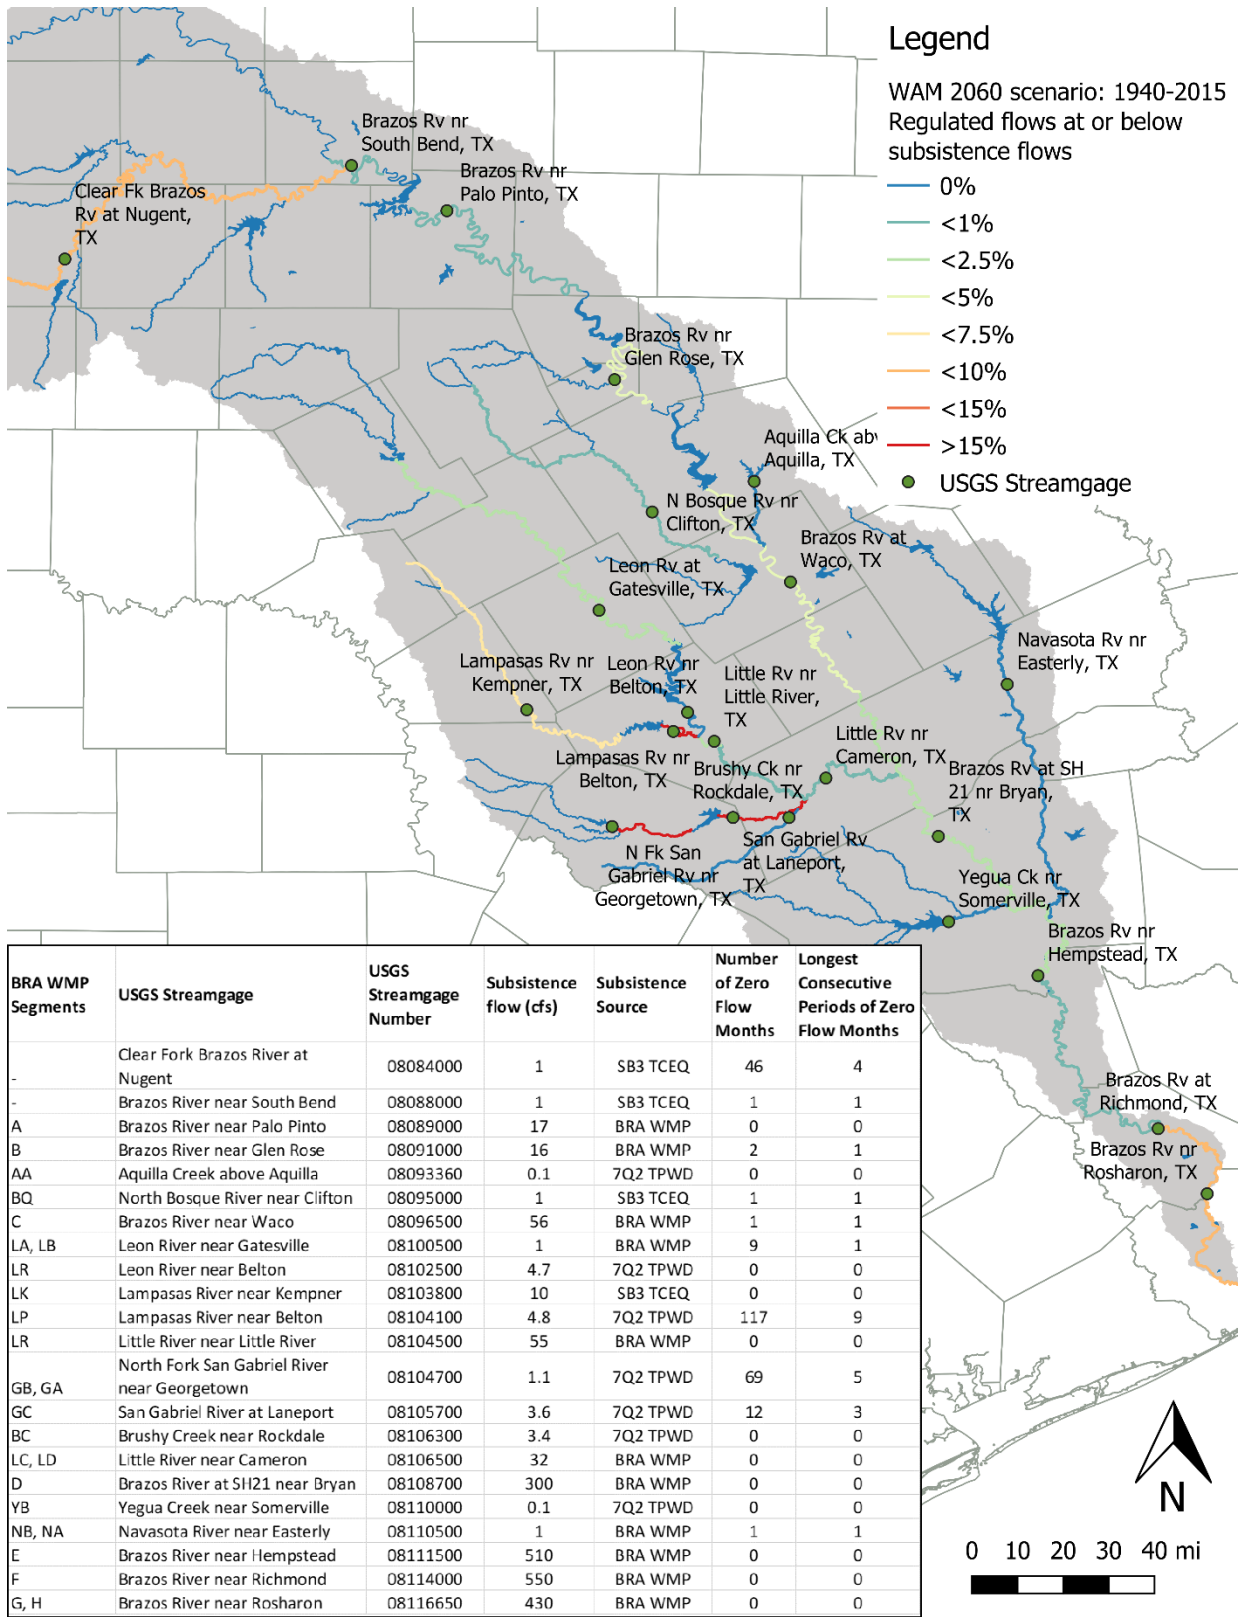 Legend
WAM 2060 scenario: 1940-2015
Regulated flows at or below
subsistence flows
0%
<1%
<2.5%
<5%
<7.5%
<10%
<15%
>15%
USGS Streamgage
Brazos Rv nr
South Bend, TX
Brazos Rv nr
Palo Pinto, TX
Clear Fk Brazos
Rv at Nugent,
TX
Brazos Rv nr
Glen Rose, TX
Aquilla Ck abv
Aquilla, TX
N Bosque Rv nr
Clifton, TX
Brazos Rv at
Waco, TX
Leon Rv at
Gatesville, TX
Navasota Rv nr
Easterly, TX
Lampasas Rv nr
Kempner, TX
Leon Rv nr
Belton, TX
Little Rv nr
Little River,
TX
Little Rv nr
Cameron, TX
Lampasas Rv nr
Belton, TX
Brushy Ck nr
Rockdale, TX
Brazos Rv at SH
21 nr Bryan,
TX
N Fk San
Gabriel Rv nr
Georgetown, TX
San Gabriel Rv
at Laneport,
TX
Yegua Ck nr
Somerville, TX
Brazos Rv nr
Hempstead, TX
Brazos Rv at
Richmond, TX
Brazos Rv nr
Rosharon, TX
BRA WMP Segments USGS Streamgage USGS Streamgage Number Subsistence flow (cfs) Subsistence Source Number of Zero Flow Months Longest Consecutive Periods of Zero Flow Months
- Clear Fork Brazos River at Nugent 08084000 1 SB3 TCEQ 46 4
- Brazos River near South Bend 08088000 1 SB3 TCEQ 1 1
A Brazos River near Palo Pinto 08089000 17 BRA WMP 0 0
B Brazos River near Glen Rose 08091000 16 BRA WMP 2 1
AA Aquilla Creek above Aquilla 08093360 0.1 7Q2 TPWD 0 0
BQ North Bosque River near Clifton 08095000 1 SB3 TCEQ 1 1
C Brazos River near Waco 08096500 56 BRA WMP 1 1
LA, LB Leon River near Gatesville 08100500 1 BRA WMP 9 1
LR Leon River near Belton 08102500 4.7 7Q2 TPWD 0 0
LK Lampasas River near Kempner 08103800 10 SB3 TCEQ 0 0
LP Lampasas River near Belton 08104100 4.8 7Q2 TPWD 117 9
LR Little River near Little River 08104500 55 BRA WMP 0 0
GB, GA North Fork San Gabriel River near Georgetown 08104700 1.1 7Q2 TPWD 69 5
GC San Gabriel River at Laneport 08105700 3.6 7Q2 TPWD 12 3
BC Brushy Creek near Rockdale 08106300 3.4 7Q2 TPWD 0 0
LC, LD Little River near Cameron 08106500 32 BRA WMP 0 0
D Brazos River at SH21 near Bryan 08108700 300 BRA WMP 0 0
YB Yegua Creek near Somerville 08110000 0.1 7Q2 TPWD 0 0
NB, NA Navasota River near Easterly 08110500 1 BRA WMP 1 1
E Brazos River near Hempstead 08111500 510 BRA WMP 0 0
F Brazos River near Richmond 08114000 550 BRA WMP 0 0
G, H Brazos River near Rosharon 08116650 430 BRA WMP 0 0
N
0 10 20 30 40 mi